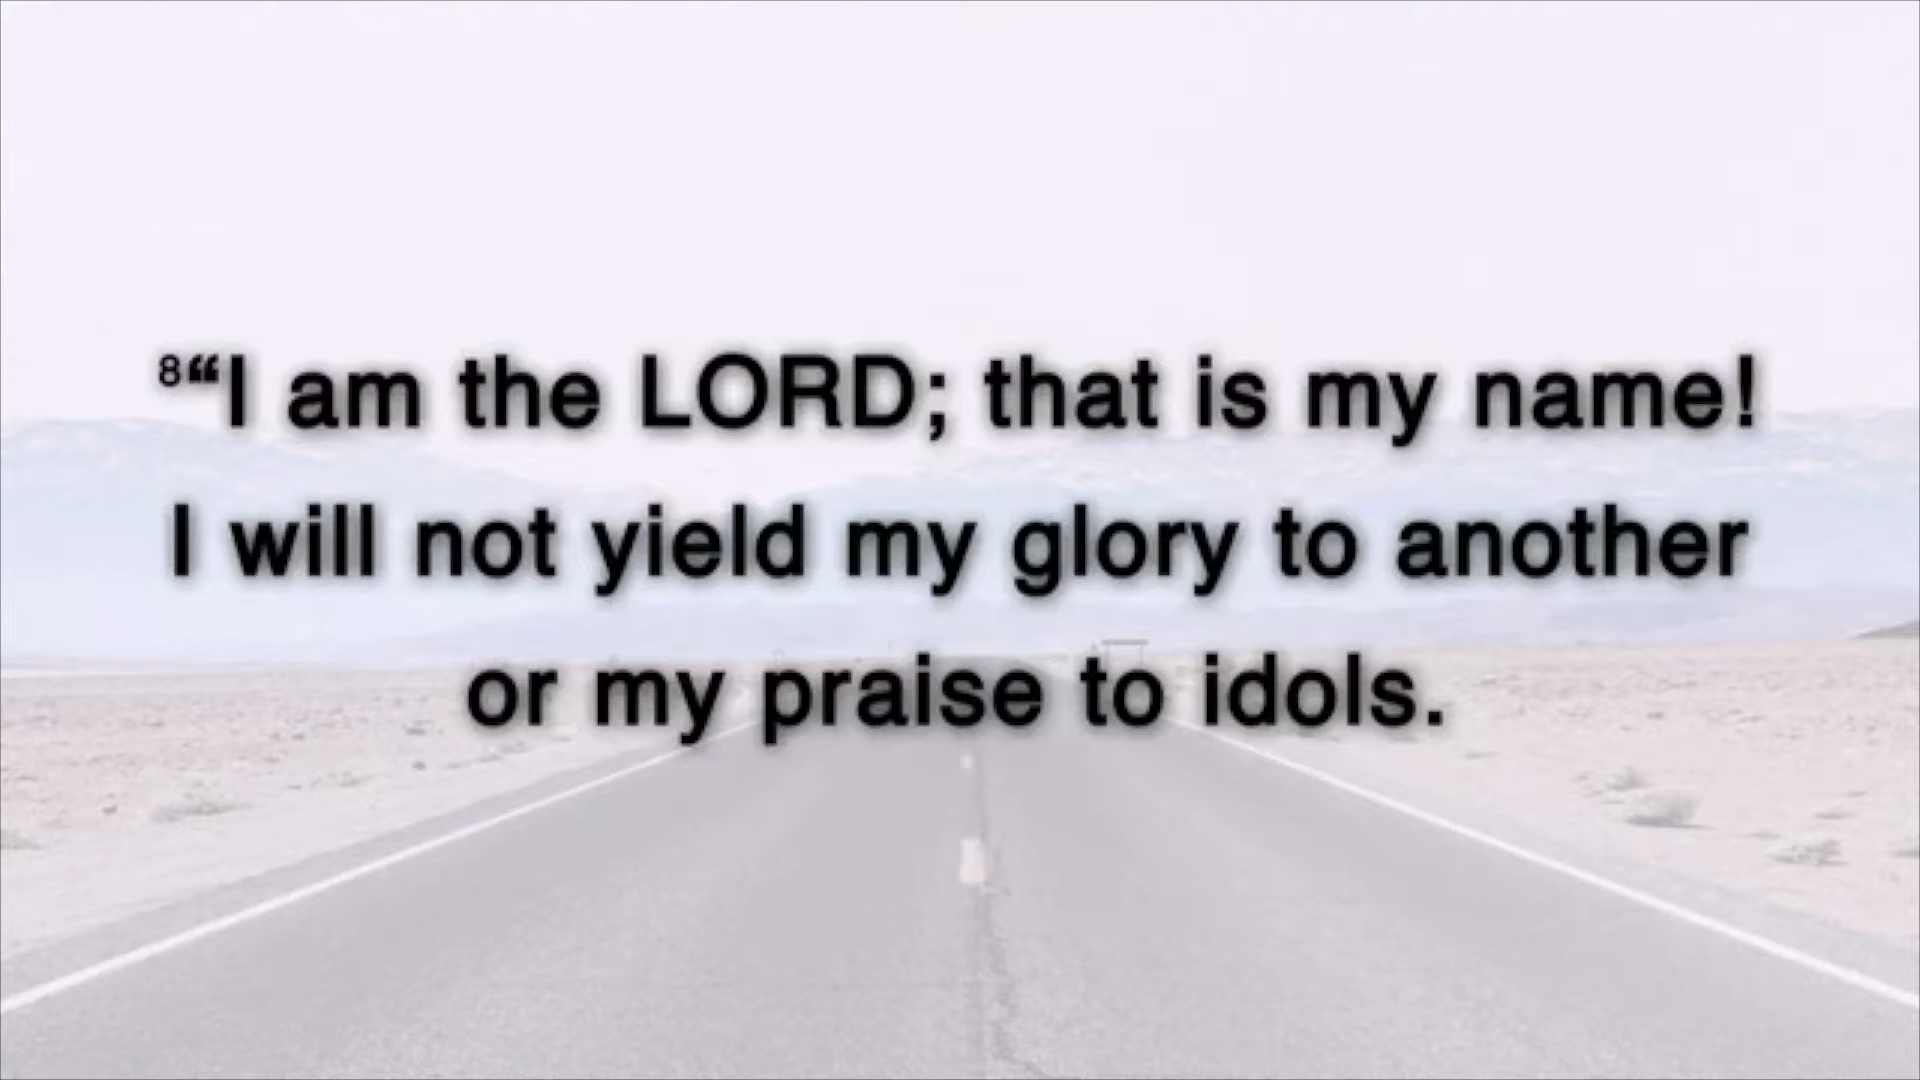 ⁸“I am the LORD; that is my name!
I will not yield my glory to another
or my praise to idols.